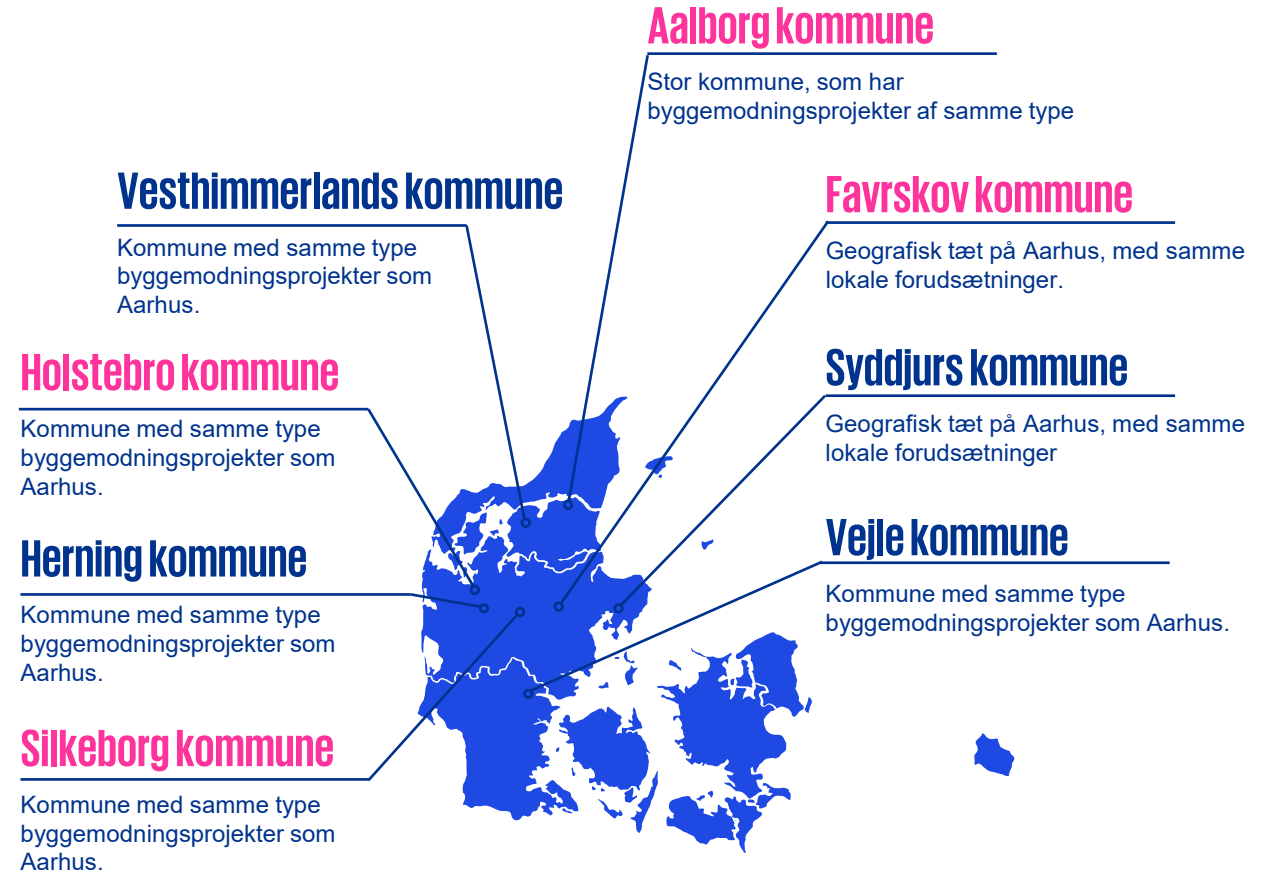 Aalborg kommune
Stor kommune, som har
byggemodningsprojekter af samme type
Vesthimmerlands kommune
Kommune med samme type
byggemodningsprojekter som
Aarhus.
Favrskov kommune
Geografisk tæt på Aarhus, med samme
lokale forudsætninger.
Holstebro kommune
Kommune med samme type
byggemodningsprojekter som
Aarhus.
Syddjurs kommune
Geografisk tæt på Aarhus, med samme
lokale forudsætninger
Herning kommune
Kommune med samme type
byggemodningsprojekter som
Aarhus.
Vejle kommune
Kommune med samme type
byggemodningsprojekter som Aarhus.
Silkeborg kommune
Kommune med samme type
byggemodningsprojekter som
Aarhus.